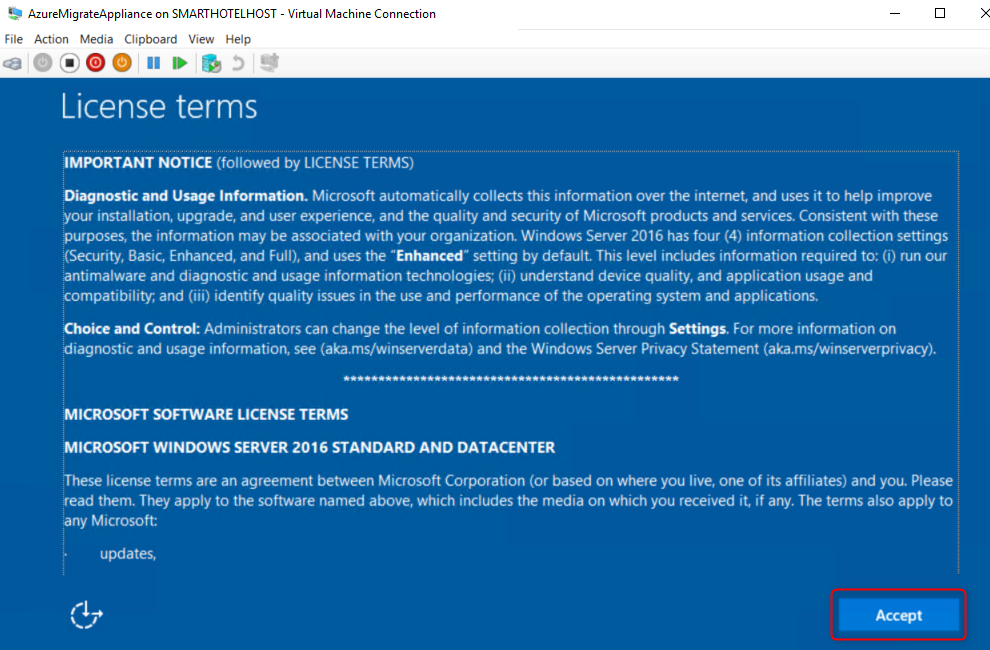 AzureMigrateAppliance on SMARTHOTELHOST - Virtual Machine Connection
File Action Media Clipboard View Help
License terms
IMPORTANT NOTICE (followed by LICENSE TERMS)
Diagnostic and Usage Information. Microsoft automatically collects this information over the internet, and uses it to help improve
your installation, upgrade, and user experience, and the quality and security of Microsoft products and services. Consistent with these
purposes, the information may be associated with your organization. Windows Server 2016 has four (4) information collection settings
(Security, Basic, Enhanced, and Full), and uses the “Enhanced” setting by default. This level includes information required to: (i) run our
antimalware and diagnostic and usage information technologies; (ii) understand device quality, and application usage and
compatibility; and (iii) identify quality issues in the use and performance of the operating system and applications.
Choice and Control: Administrators can change the level of information collection through Settings. For more information on
diagnostic and usage information, see (aka.ms/winserverdata) and the Windows Server Privacy Statement (aka.ms/winserverprivacy).
************************************************
MICROSOFT SOFTWARE LICENSE TERMS
MICROSOFT WINDOWS SERVER 2016 STANDARD AND DATACENTER
These license terms are an agreement between Microsoft Corporation (or based on where you live, one of its affiliates) and you. Please
read them. They apply to the software named above, which includes the media on which you received it, if any. The terms also apply to
any Microsoft:
· updates,
Accept